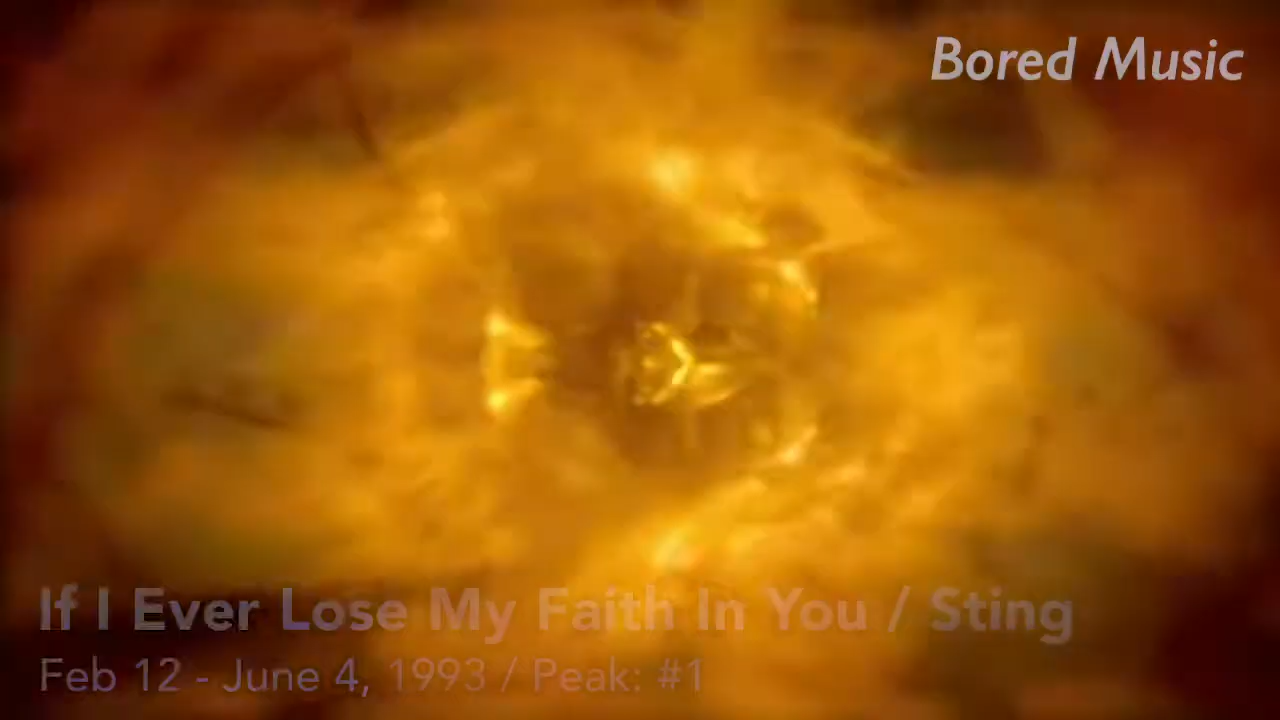 Bored Music
If I Ever Lose My Faith In You / Sting
Feb 12 - June 4, 1993 / Peak: #1